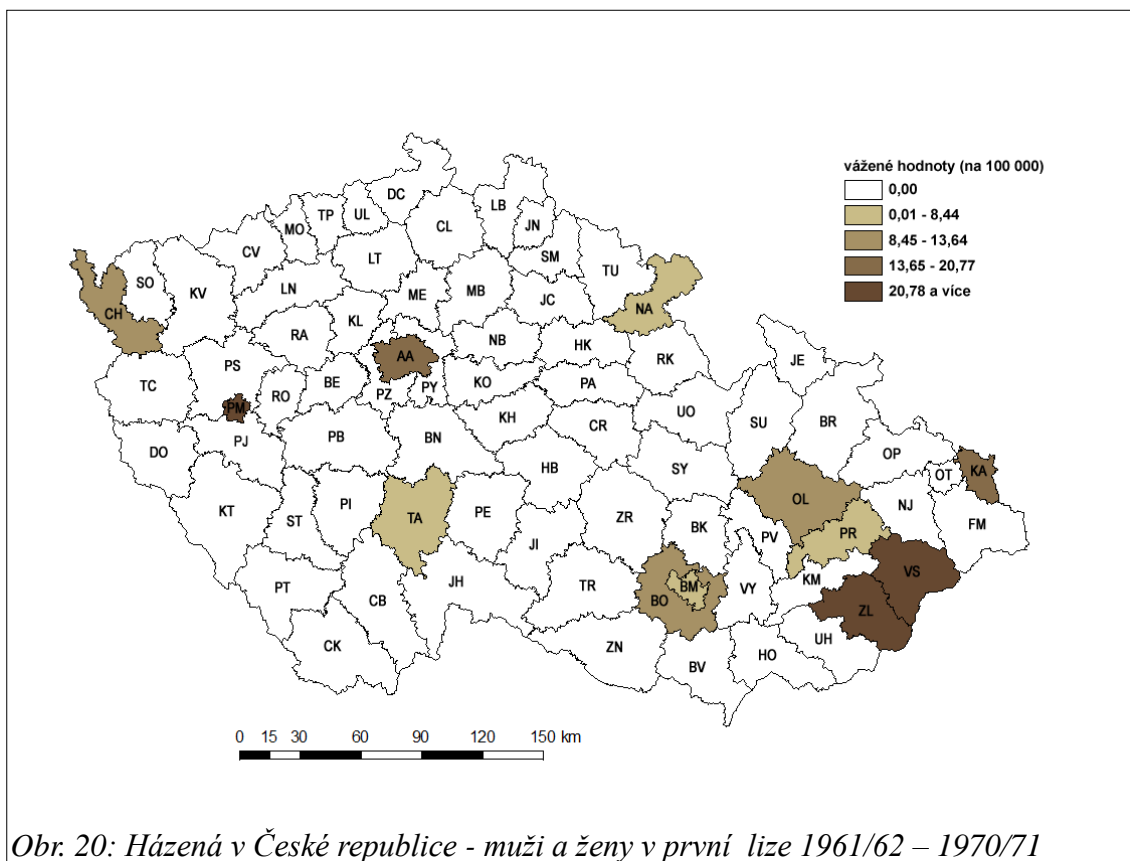 vážené hodnoty (na 100 000)
0,00
0,01 - 8,44
8,45 - 13,64
13,65 - 20,77
20,78 a více
DC
LB
TP
UL
JN
MO
CL
CV
SM
LT
TU
SO
KV
LN
ME
MB
JC
NA
CH
KL
RA
NB
HK
RK
AA
PS
JE
TC
BE
KO
PA
RO
PZ
PY
PM
UO
SU
BR
KH
CR
PJ
PB
BN
DO
OP
SY
HB
OT
KA
KT
PI
OL
NJ
ST
TA
PE
ZR
BK
FM
PR
PV
JI
VS
PT
JH
TR
BO
BM
VY
KM
CB
ZL
UH
CK
ZN
HO
BV
0 15 30 60 90 120 150 km
Obr. 20: Házená v České republice - muži a ženy v první lize 1961/62 – 1970/71